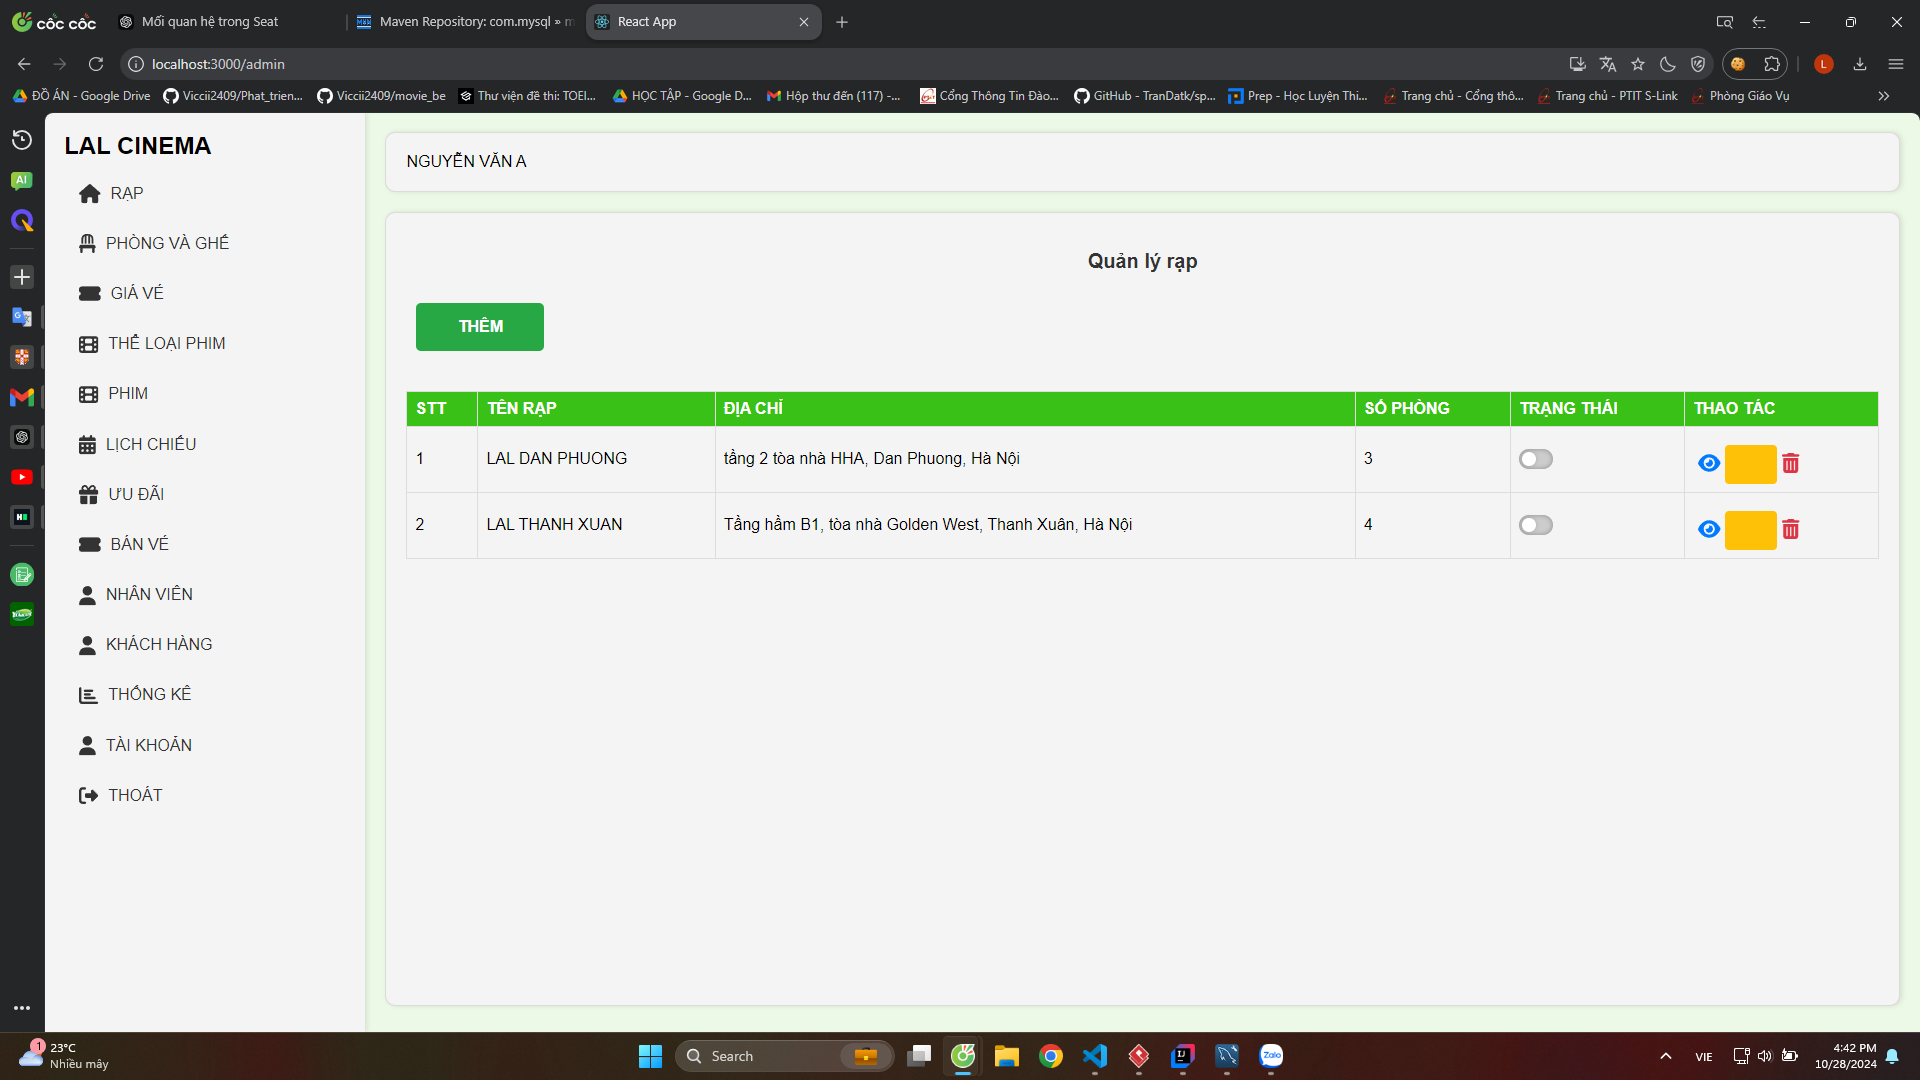 cốc cốc
Mối quan hệ trong Seat
Maven Repository: com.mysql » m
React App
localhost:3000/admin
L
ĐỒ ÁN - Google Drive
Viccii2409/Phat_trien...
Viccii2409/movie_be
Thư viện đề thi: TOEI...
HỌC TẬP - Google D...
Hộp thư đến (117) -...
Cổng Thông Tin Đào...
GitHub - TranDatk/sp...
Prep - Học Luyện Thi...
Trang chủ - Cổng thô...
Trang chủ - PTIT S-Link
Phòng Giáo Vụ
AI
LAL CINEMA
RẠP
PHÒNG VÀ GHẾ
GIÁ VÉ
THỂ LOẠI PHIM
PHIM
LỊCH CHIẾU
ƯU ĐÃI
BÁN VÉ
NHÂN VIÊN
KHÁCH HÀNG
THỐNG KÊ
TÀI KHOẢN
THOÁT
NGUYỄN VĂN A
Quản lý rạp
THÊM
STT TÊN RẠP ĐỊA CHỈ SỐ PHÒNG TRẠNG THÁI THAO TÁC
1 LAL DAN PHUONG tầng 2 tòa nhà HHA, Dan Phuong, Hà Nội 3
2 LAL THANH XUAN Tầng hầm B1, tòa nhà Golden West, Thanh Xuân, Hà Nội 4
1
23°C
Nhiều mây
Search
Zalo
VIE
4:42 PM
10/28/2024